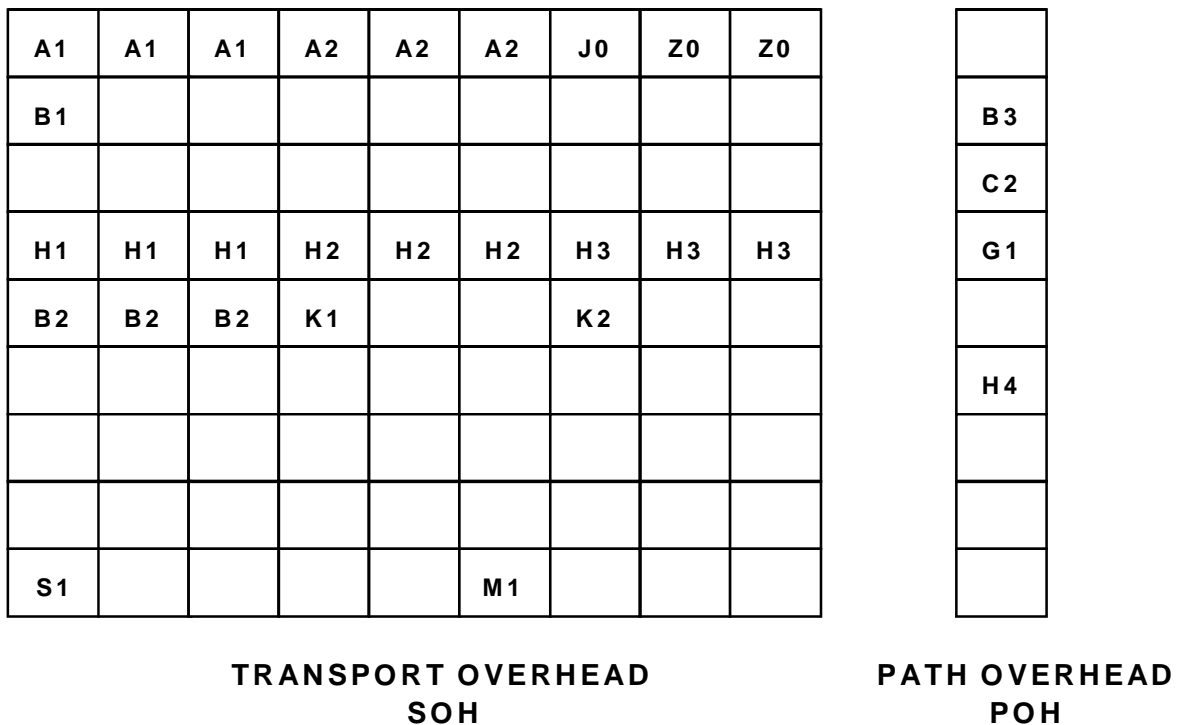 A1 A1 A1 A2 A2 A2 J0 Z0 Z0
B1 B3
C2
H1 H1 H1 H2 H2 H2 H3 H3 H3 G1
B2 B2 B2 K1 K2
H4
S1 M1
TRANSPORT OVERHEAD PATH OVERHEAD
SOH POH